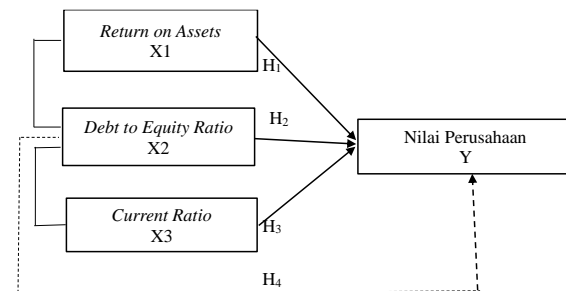 Return on Assets
X1
H1
H2
Debt to Equity Ratio
X2
Nilai Perusahaan
Y
Current Ratio
X3
H3
H4